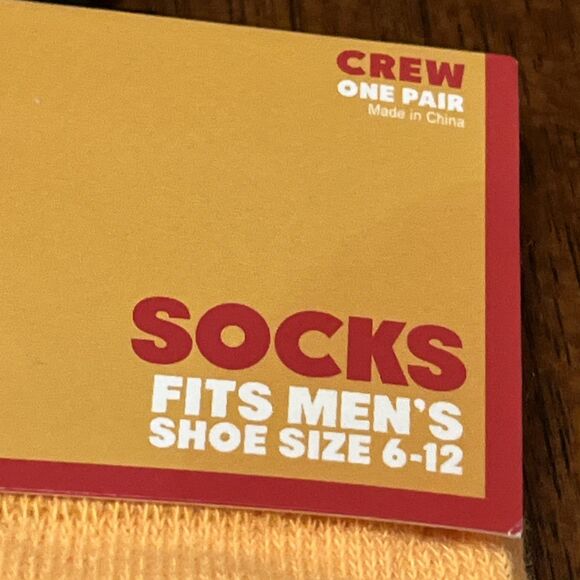 CREW
ONE PAIR
Made in China
SOCKS
FITS MEN'S
SHOE SIZE 6-12